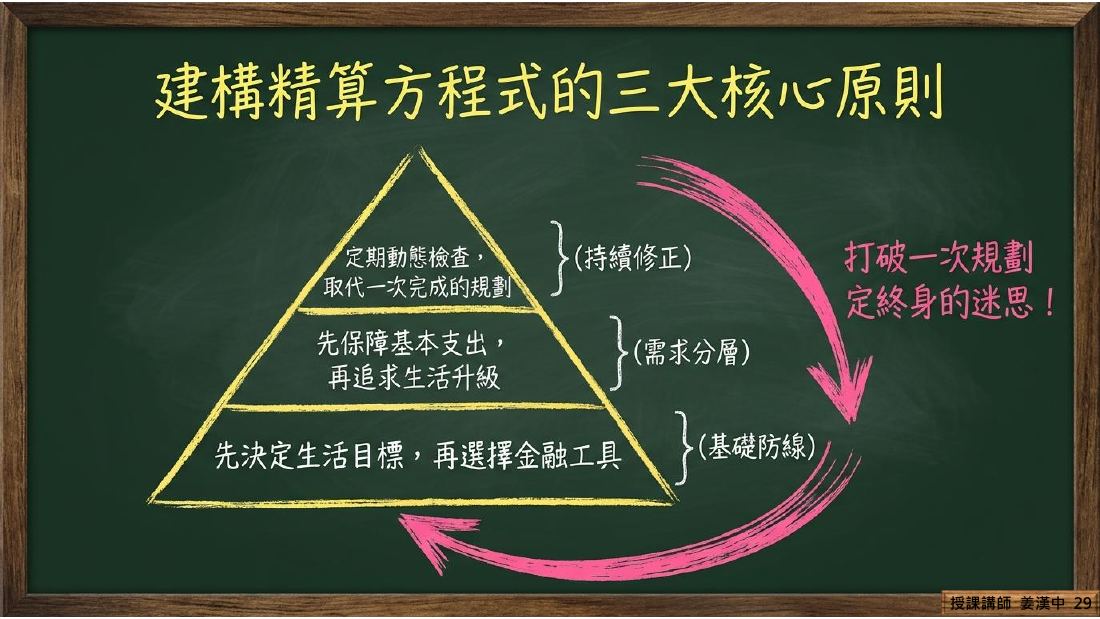 建構精算方程式的三大核心原則
定期動態檢查，
取代一次完成的規劃
(持續修正)
打破一次規劃
定終身的迷思！
先保障基本支出，
再追求生活升級
(需求分層)
先決定生活目標，再選擇金融工具
(基礎防線)
授課講師 姜漢中 29